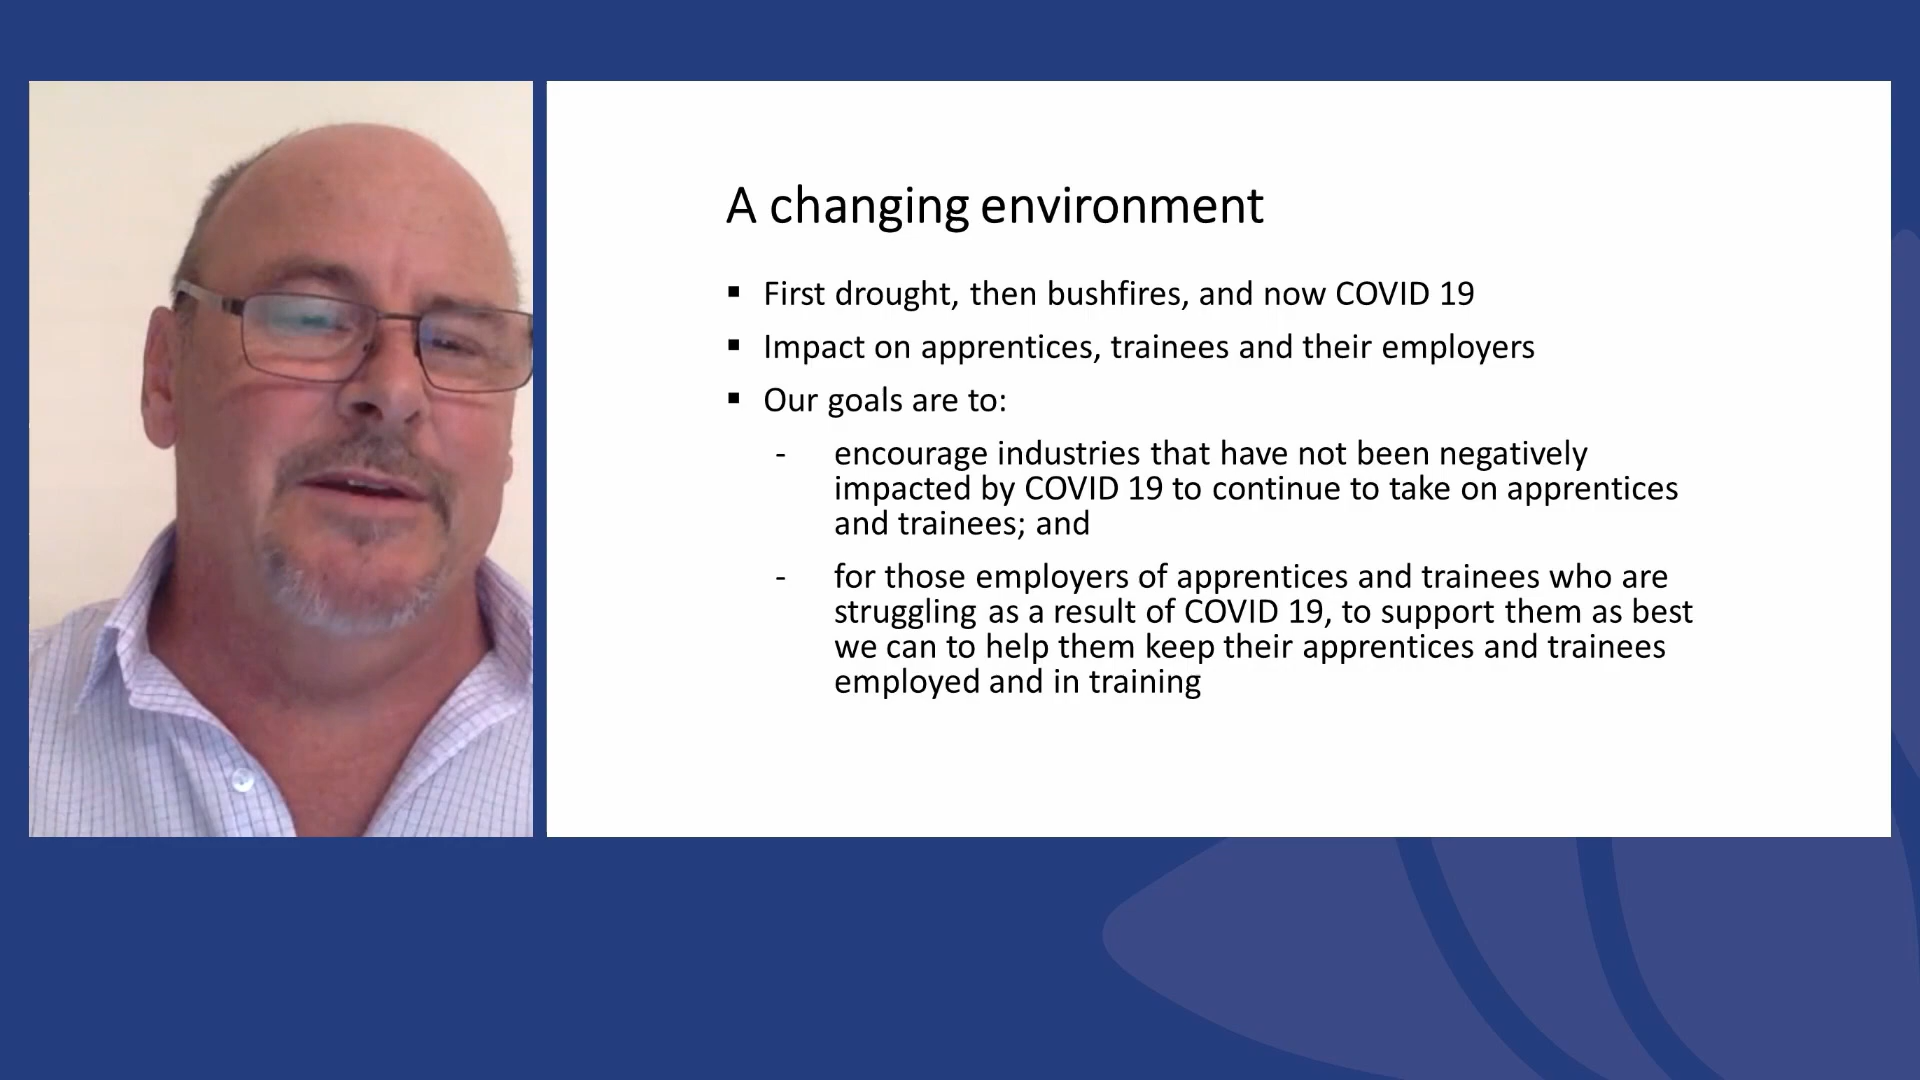 A changing environment
▪ First drought, then bushfires, and now COVID 19
▪ Impact on apprentices, trainees and their employers
▪ Our goals are to:
- encourage industries that have not been negatively
impacted by COVID 19 to continue to take on apprentices
and trainees; and
- for those employers of apprentices and trainees who are
struggling as a result of COVID 19, to support them as best
we can to help them keep their apprentices and trainees
employed and in training